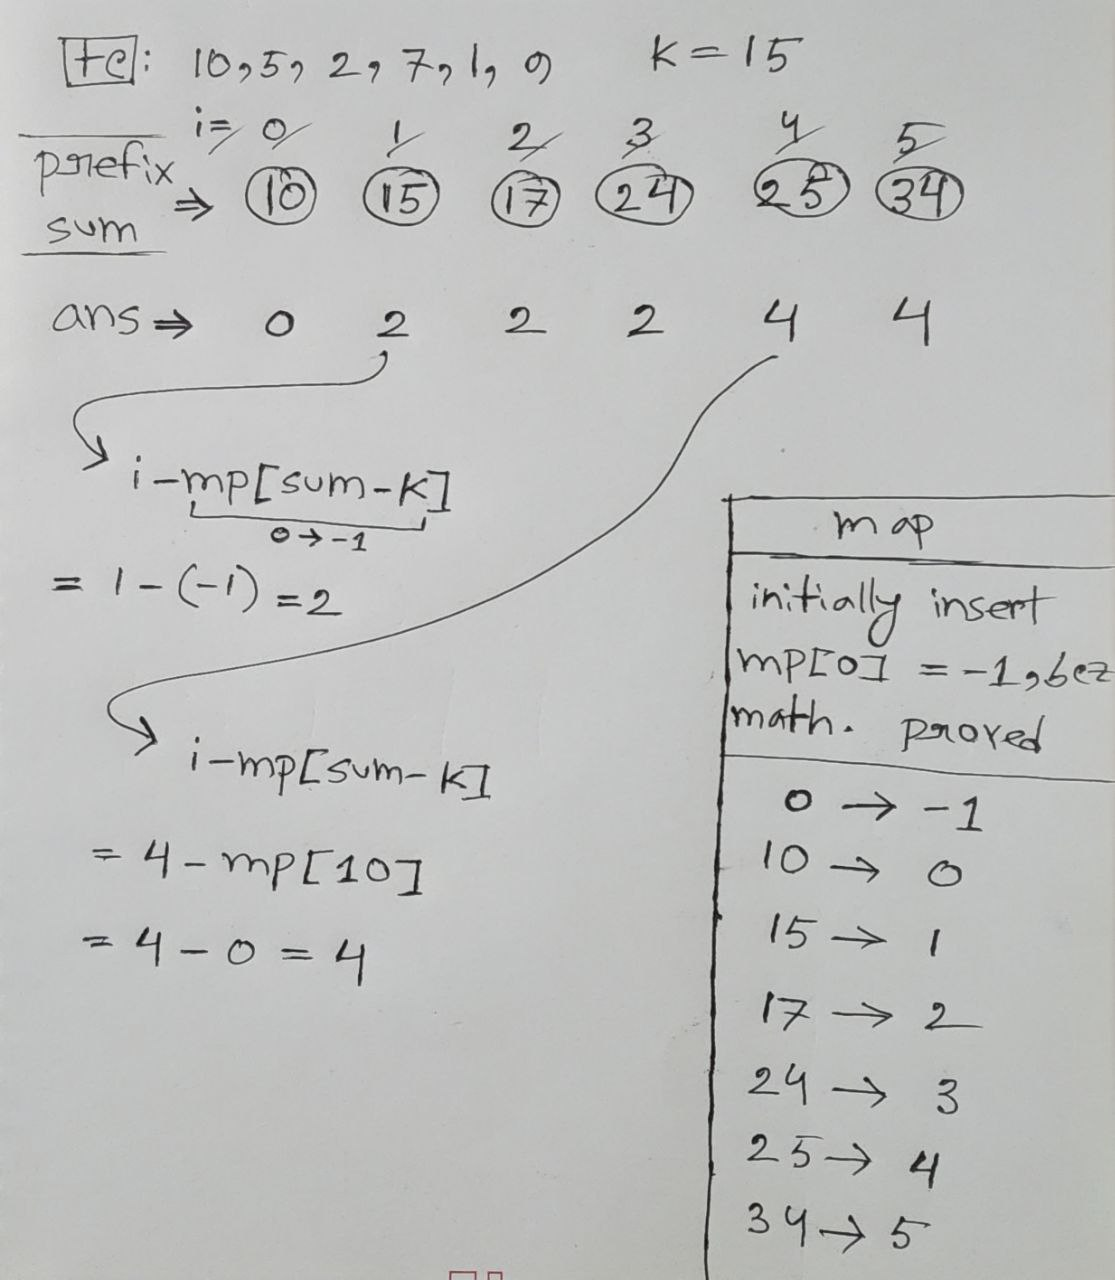 tc: 10, 5, 2, 7, 1, 9 K = 15
i = 0 1 2 3 4 5
prefix sum ⇒ 10 15 17 24 25 34
ans ⇒ 0 2 2 2 4 4
i - mp[sum-K]
0 → -1
= 1 - (-1) = 2
i - mp[sum-K]
= 4 - mp[10]
= 4 - 0 = 4
map
initially insert
mp[0] = -1, bcz
math. proved
0 → -1
10 → 0
15 → 1
17 → 2
24 → 3
25 → 4
34 → 5